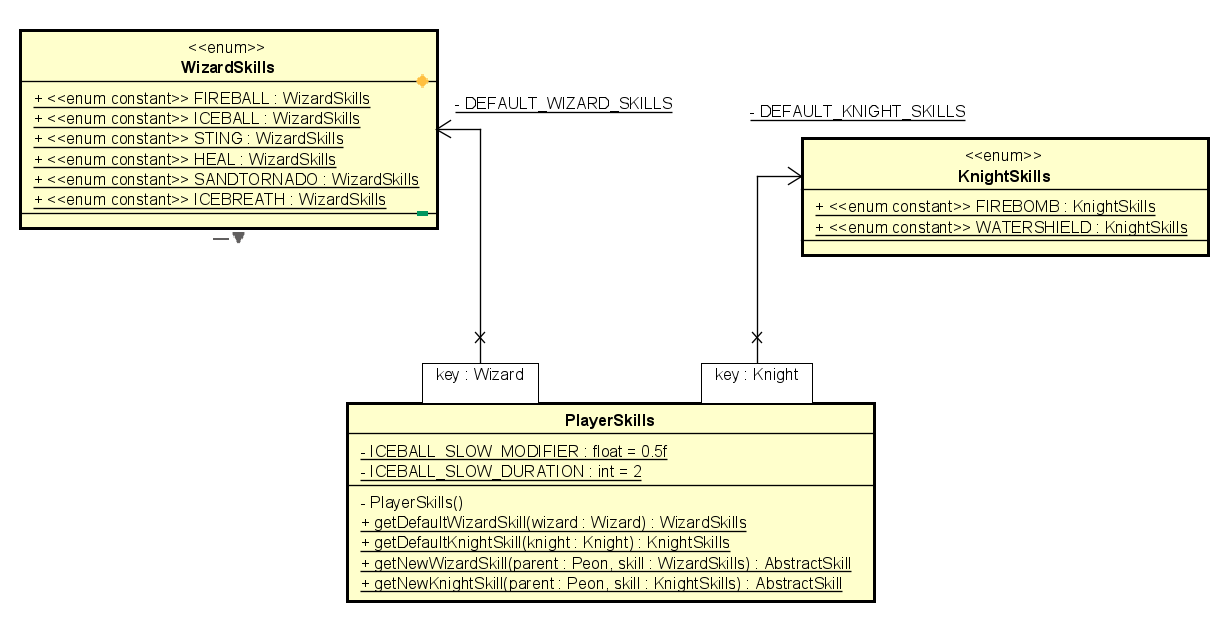 <<enum>>
WizardSkills
+ <<enum constant>> FIREBALL : WizardSkills
+ <<enum constant>> ICEBALL : WizardSkills
+ <<enum constant>> STING : WizardSkills
+ <<enum constant>> HEAL : WizardSkills
+ <<enum constant>> SANDTORNADO : WizardSkills
+ <<enum constant>> ICEBREATH : WizardSkills
- DEFAULT_WIZARD_SKILLS
- DEFAULT_KNIGHT_SKILLS
<<enum>>
KnightSkills
+ <<enum constant>> FIREBOMB : KnightSkills
+ <<enum constant>> WATERSHIELD : KnightSkills
key : Wizard
key : Knight
PlayerSkills
- ICEBALL_SLOW_MODIFIER : float = 0.5f
- ICEBALL_SLOW_DURATION : int = 2
- PlayerSkills()
+ getDefaultWizardSkill(wizard : Wizard) : WizardSkills
+ getDefaultKnightSkill(knight : Knight) : KnightSkills
+ getNewWizardSkill(parent : Peon, skill : WizardSkills) : AbstractSkill
+ getNewKnightSkill(parent : Peon, skill : KnightSkills) : AbstractSkill